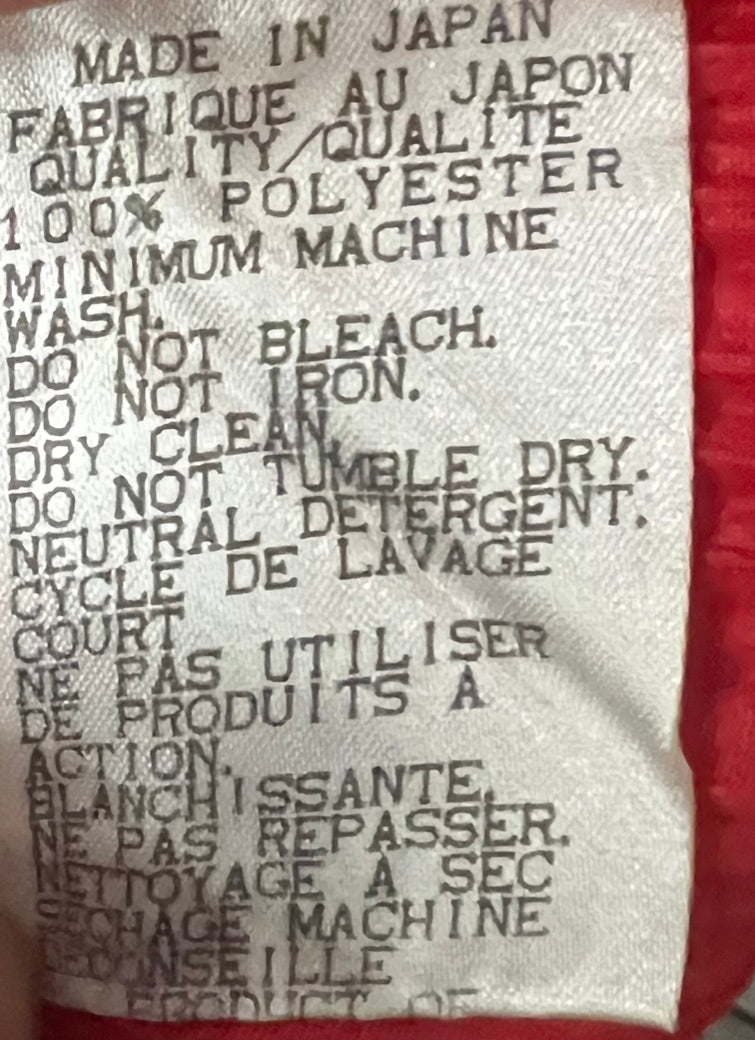 MADE IN JAPAN
FABRIQUE AU JAPON
QUALITY/QUALITE
100% POLYESTER
MINIMUM MACHINE
WASH.
DO NOT BLEACH.
DO NOT IRON.
DRY CLEAN.
DO NOT TUMBLE DRY.
NEUTRAL DETERGENT.
CYCLE DE LAVAGE
COURT
NE PAS UTILISER
DE PRODUITS A
ACTION.
BLANCHISSANTE.
NE PAS REPASSER.
NETTOYAGE A SEC
SECHAGE MACHINE
DECONSEILLE
PRODUCT OF